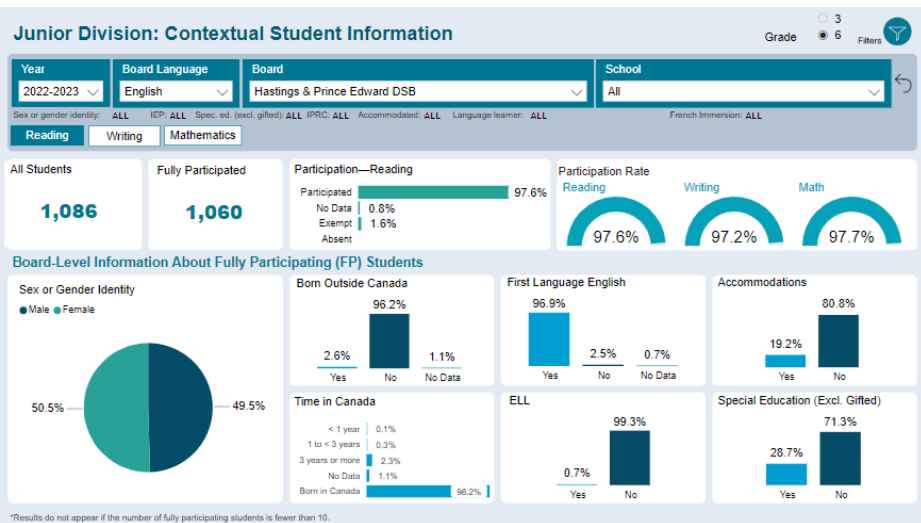 Junior Division: Contextual Student Information
Grade
3
6
Filters
Year
Board Language
Board
School
2022-2023
English
Hastings & Prince Edward DSB
All
Sex or gender identity: ALL IEP: ALL Spec. ed. (excl. gifted): ALL IPRC: ALL Accommodated: ALL Language learner: ALL French Immersion: ALL
Reading
Writing
Mathematics
All Students
1,086
Fully Participated
1,060
Participation—Reading
Participated 97.6%
No Data 0.8%
Exempt 1.6%
Absent
Participation Rate
Reading Writing Math
97.6% 97.2% 97.7%
Board-Level Information About Fully Participating (FP) Students
Sex or Gender Identity
Male Female
50.5% 49.5%
Born Outside Canada
96.2%
2.6% 1.1%
Yes No No Data
First Language English
96.9%
2.5% 0.7%
Yes No No Data
Accommodations
80.8%
19.2%
Yes No
Time in Canada
< 1 year 0.1%
1 to < 3 years 0.3%
3 years or more 2.3%
No Data 1.1%
Born in Canada 96.2%
ELL
99.3%
0.7%
Yes No
Special Education (Excl. Gifted)
71.3%
28.7%
Yes No
*Results do not appear if the number of fully participating students is fewer than 10.